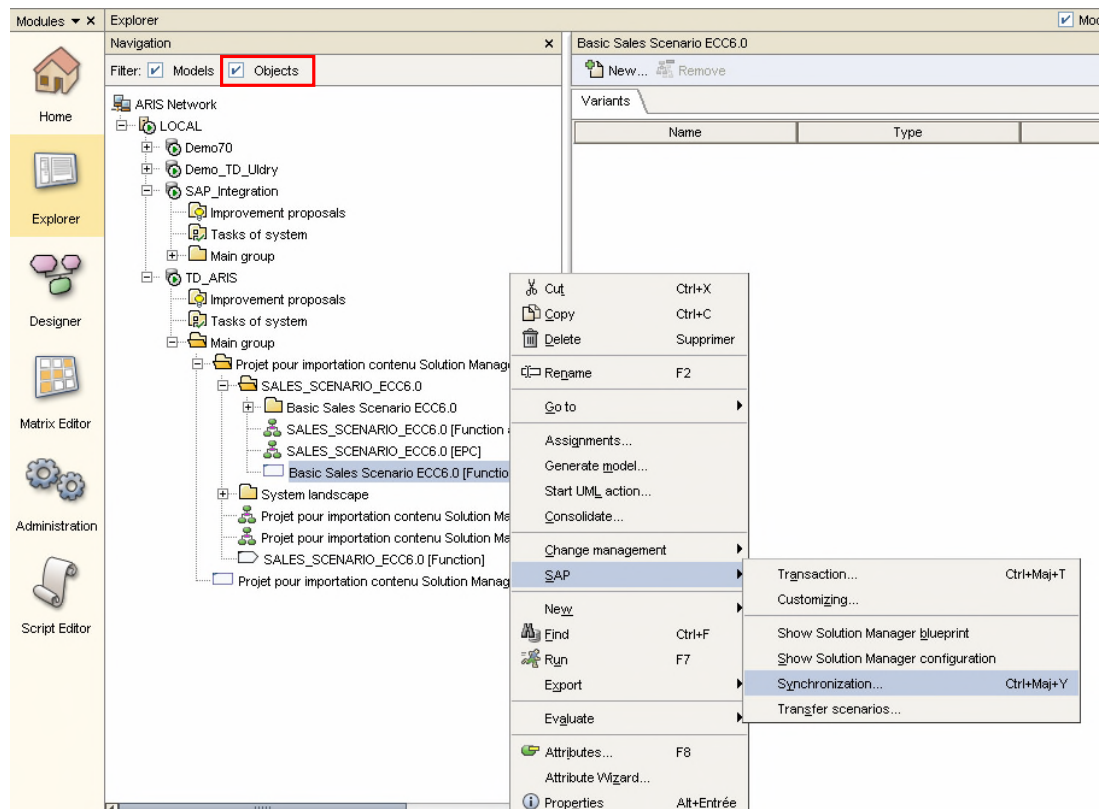 Modules
Explorer
Navigation
Filter: Models Objects
Home
Explorer
Designer
Matrix Editor
Administration
Script Editor
ARIS Network
LOCAL
Demo70
Demo_TD_Uldry
SAP_Integration
Improvement proposals
Tasks of system
Main group
TD_ARIS
Improvement proposals
Tasks of system
Main group
Projet pour importation contenu Solution Manag
SALES_SCENARIO_ECC6.0
Basic Sales Scenario ECC6.0
SALES_SCENARIO_ECC6.0 [Function
SALES_SCENARIO_ECC6.0 [EPC]
Basic Sales Scenario ECC6.0 [Functio
System landscape
Projet pour importation contenu Solution Ma
Projet pour importation contenu Solution Ma
SALES_SCENARIO_ECC6.0 [Function]
Projet pour importation contenu Solution Manag
Mod
Basic Sales Scenario ECC6.0
New... Remove
Variants
Name Type
Cut Ctrl+X
Copy Ctrl+C
Delete Supprimer
Rename F2
Go to
Assignments...
Generate model...
Start UML action...
Consolidate...
Change management
SAP
New
Find Ctrl+F
Run F7
Export
Evaluate
Attributes... F8
Attribute Wizard...
Properties Alt+Entrée
Transaction... Ctrl+Maj+T
Customizing...
Show Solution Manager blueprint
Show Solution Manager configuration
Synchronization... Ctrl+Maj+Y
Transfer scenarios...